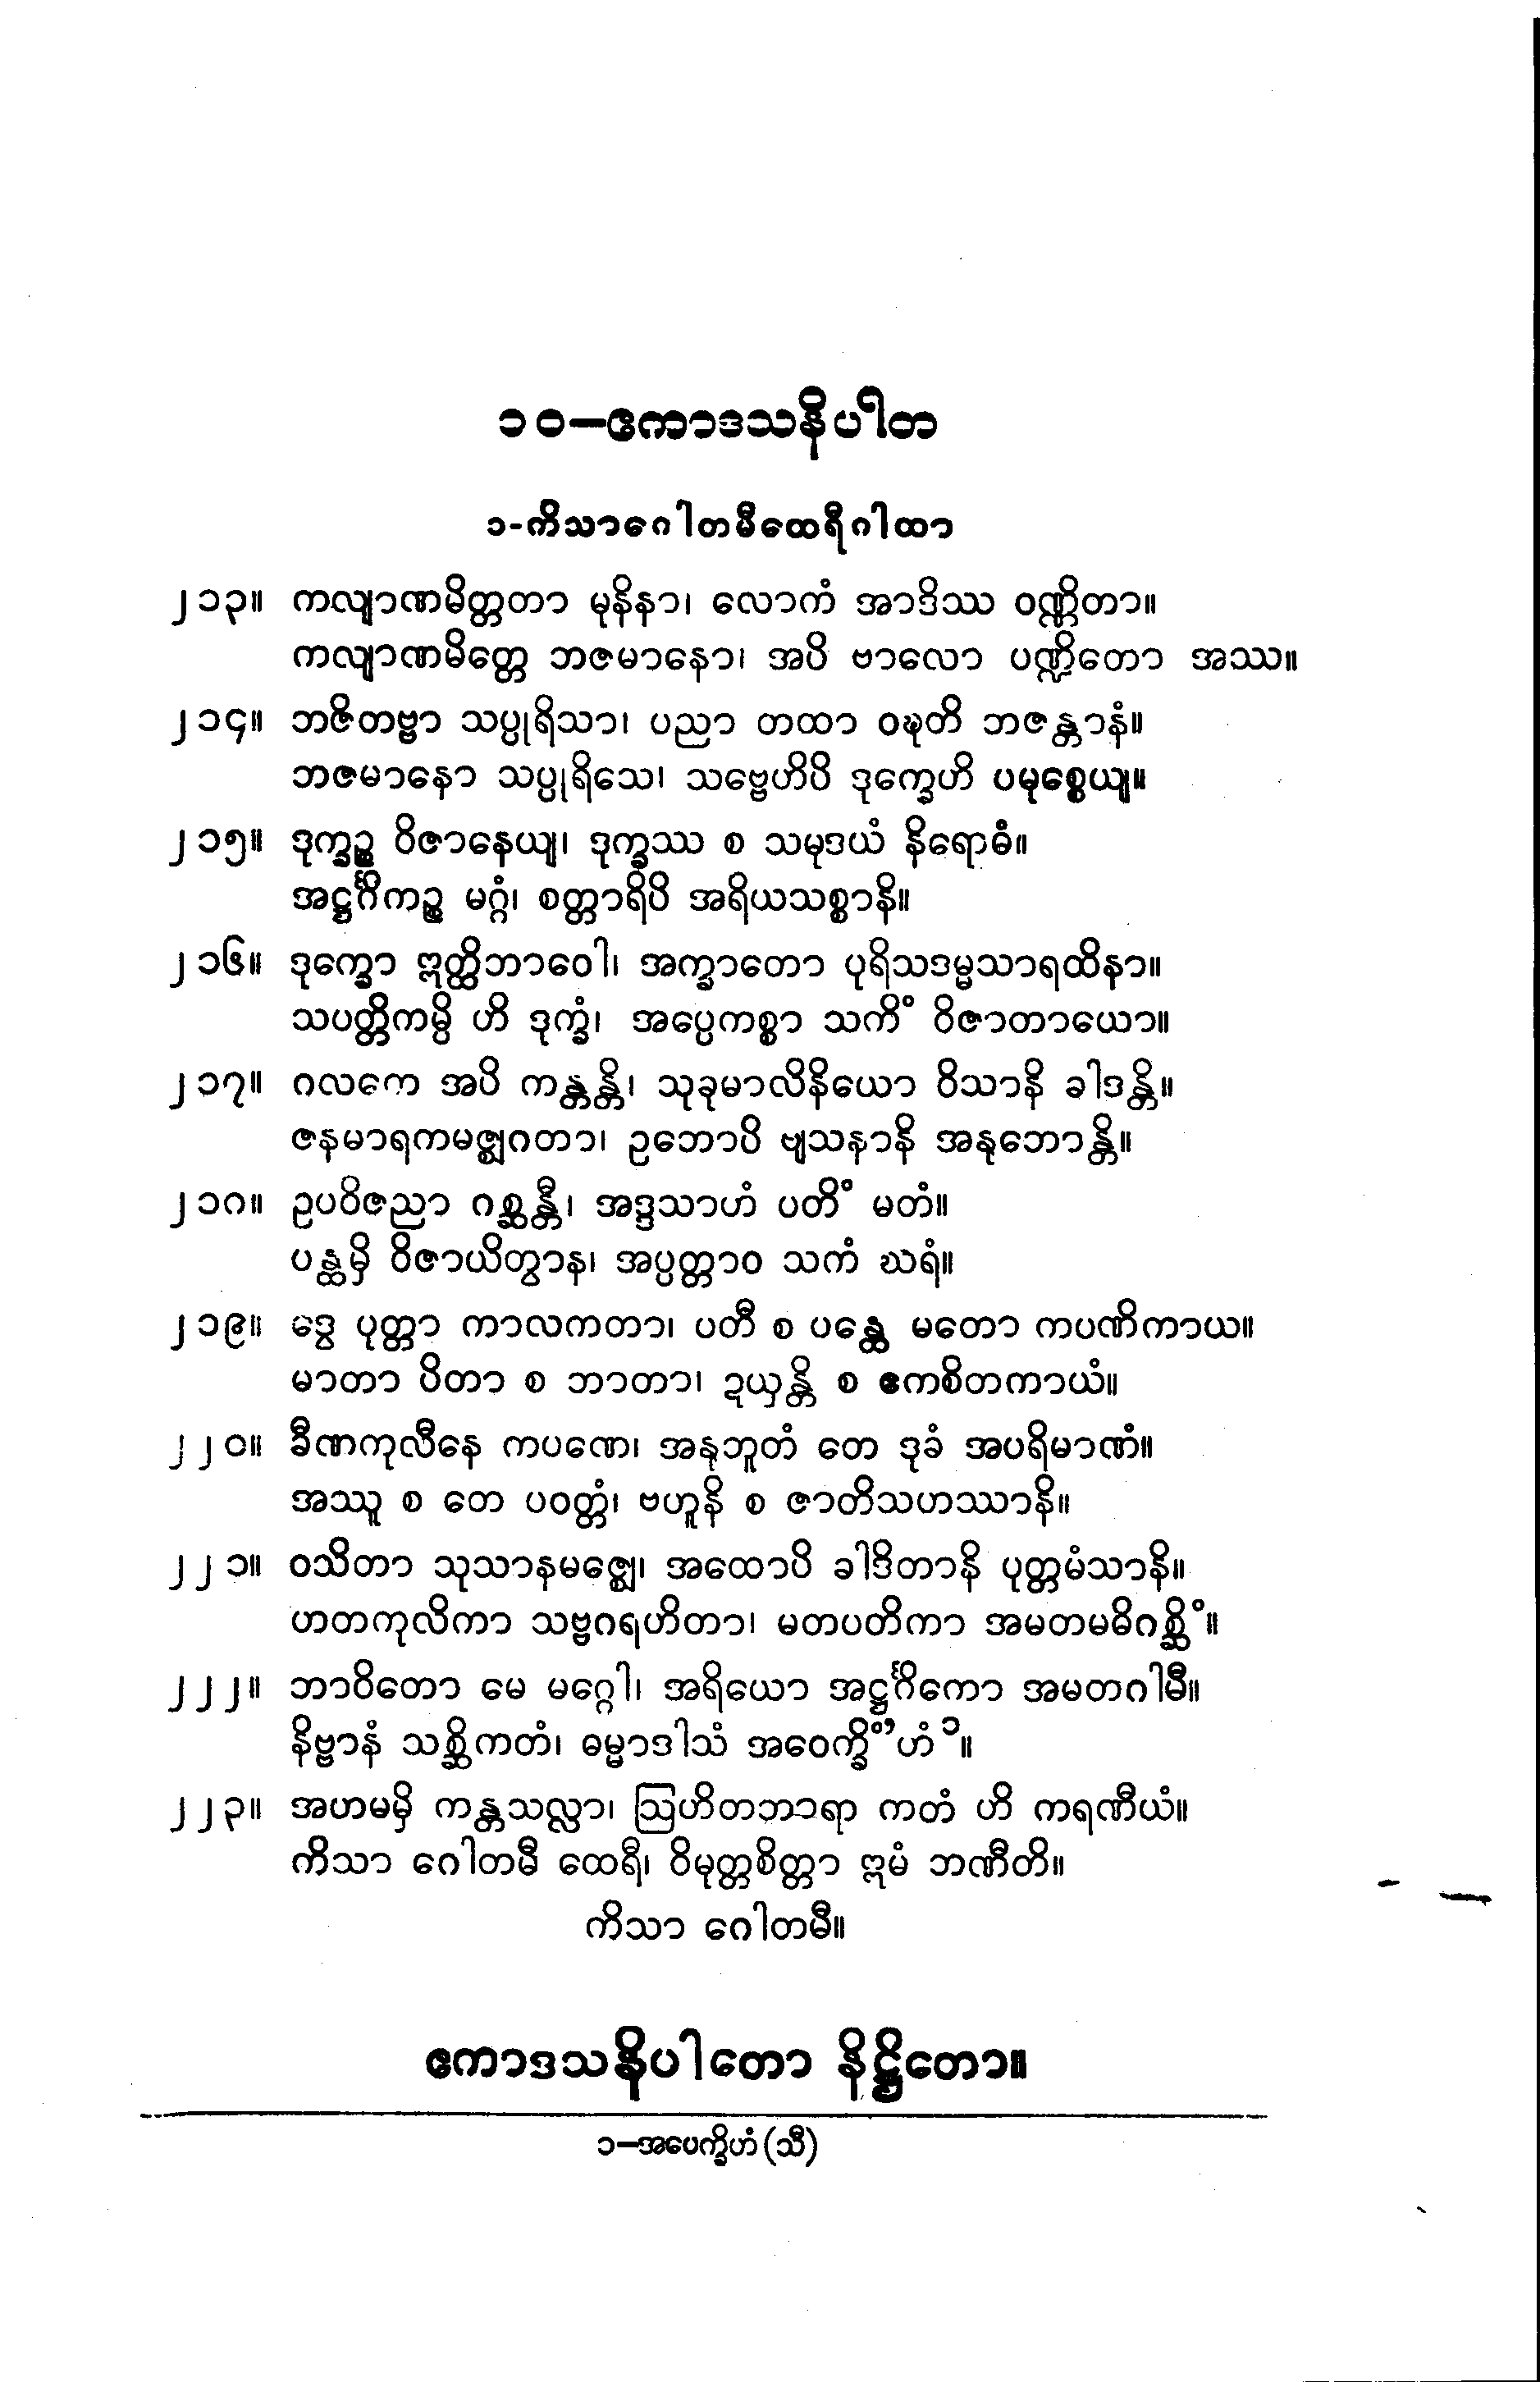 ၁၀–ဧကာဒသနိပါတ
၁-ကိသာဂေါတမီထေရီဂါထာ
၂၁၃။ ကလျာဏမိတ္တတာ မုနိနာ၊ လောကံ အာဒိဿ ဝဏ္ဏိတာ။
ကလျာဏမိတ္တေ ဘဇမာနော၊ အပိ ဗာလော ပဏ္ဍိတော အဿ။
၂၁၄။ ဘဇိတဗ္ဗာ သပ္ပုရိသာ၊ ပညာ တထာ ဝဍ္ဎတိ ဘဇန္တာနံ။
ဘဇမာနော သပ္ပုရိသေ၊ သဗ္ဗေဟိပိ ဒုက္ခေဟိ ပမုစ္စေယျ။
၂၁၅။ ဒုက္ခဉ္စ ဝိဇာနေယျ၊ ဒုက္ခဿ စ သမုဒယံ နိရောဓံ။
အဋ္ဌင်္ဂိကဉ္စ မဂ္ဂံ၊ စတ္တာရိပိ အရိယသစ္စာနိ။
၂၁၆။ ဒုက္ခော ဣတ္ထိဘာဝေါ၊ အက္ခာတော ပုရိသဒမ္မသာရထိနာ။
သပတ္တိကမ္ပိ ဟိ ဒုက္ခံ၊ အပ္ပေကစ္စာ သကိံ ဝိဇာတာယော။
၂၁၇။ ဂလကေ အပိ ကန္တန္တိ၊ သုခုမာလိနိယော ဝိသာနိ ခါဒန္တိ။
ဇနမာရကမဇ္ဈဂတာ၊ ဥဘောပိ ဗျသနာနိ အနုဘောန္တိ။
၂၁၈။ ဥပဝိဇညာ ဂစ္ဆန္တီ၊ အဒ္ဒသာဟံ ပတိံ မတံ။
ပန္ထမှိ ဝိဇာယိတွာန၊ အပ္ပတ္တာဝ သကံ ဃရံ။
၂၁၉။ ဒွေ ပုတ္တာ ကာလကတာ၊ ပတီ စ ပန္ထေ မတော ကပဏိကာယ။
မာတာ ပိတာ စ ဘာတာ၊ ဍယှန္တိ စ ဧကစိတကာယံ။
၂၂၀။ ခီဏကုလီနေ ကပဏေ၊ အနုဘူတံ တေ ဒုခံ အပရိမာဏံ။
အဿူ စ တေ ပဝတ္တံ၊ ဗဟူနိ စ ဇာတိသဟဿာနိ။
၂၂၁။ ဝသိတာ သုသာနမဇ္ဈေ၊ အထောပိ ခါဒိတာနိ ပုတ္တမံသာနိ။
ဟတကုလိကာ သဗ္ဗဂရဟိတာ၊ မတပတိကာ အမတမဓိဂစ္ဆိံ။
၂၂၂။ ဘာဝိတော မေ မဂ္ဂေါ၊ အရိယော အဋ္ဌင်္ဂိကော အမတဂါမီ။
နိဗ္ဗာနံ သစ္ဆိကတံ၊ ဓမ္မာဒါသံ အဝေက္ခိံ’ဟံ ၁။
၂၂၃။ အဟမမှိ ကန္တသလ္လာ၊ ဩဟိတဘာရာ ကတံ ဟိ ကရဏီယံ။
ကိသာ ဂေါတမီ ထေရီ၊ ဝိမုတ္တစိတ္တာ ဣမံ ဘဏီတိ။
ကိသာ ဂေါတမီ။
ဧကာဒသနိပါတော နိဋ္ဌိတော။
၁–အပေက္ခိဟံ (သီ)